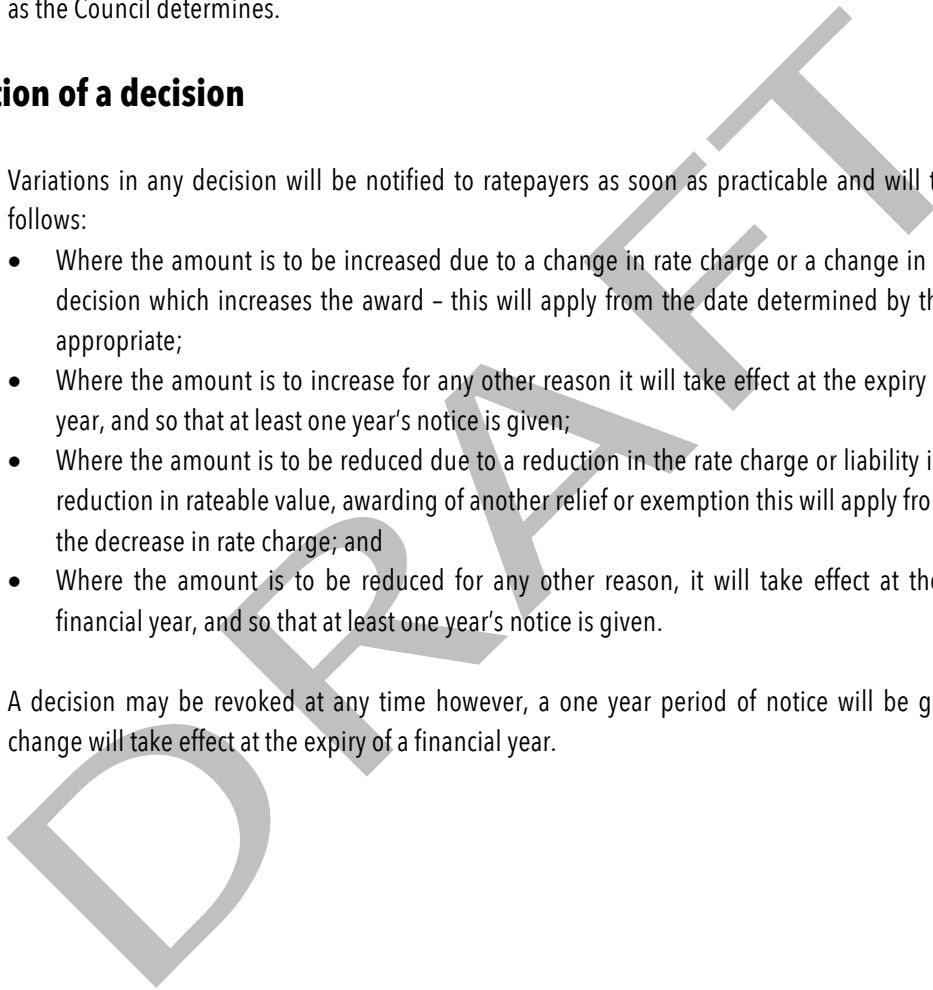 as the Council determines.
tion of a decision
Variations in any decision will be notified to ratepayers as soon as practicable and will
follows:
• Where the amount is to be increased due to a change in rate charge or a change in
decision which increases the award – this will apply from the date determined by
appropriate;
• Where the amount is to increase for any other reason it will take effect at the expiry
year, and so that at least one year's notice is given;
• Where the amount is to be reduced due to a reduction in the rate charge or liability
reduction in rateable value, awarding of another relief or exemption this will apply
the decrease in rate charge; and
• Where the amount is to be reduced for any other reason, it will take effect at the
financial year, and so that at least one year's notice is given.
A decision may be revoked at any time however, a one year period of notice will be
change will take effect at the expiry of a financial year.
DRAFT